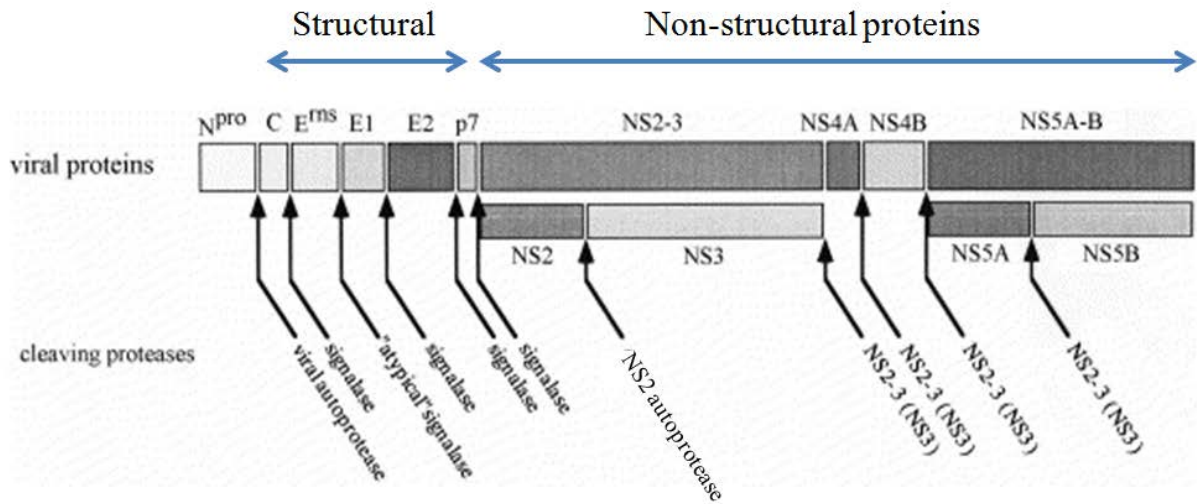 Structural
Non-structural proteins
Npro C Erns E1 E2 p7 NS2-3 NS4A NS4B NS5A-B
viral proteins
NS2 NS3 NS5A NS5B
cleaving proteases
viral autoprotease
signalase
"atypical" signalase
signalase
signalase
signalase
'NS2 autoprotease
NS2-3 (NS3)
NS2-3 (NS3)
NS2-3 (NS3)
NS2-3 (NS3)